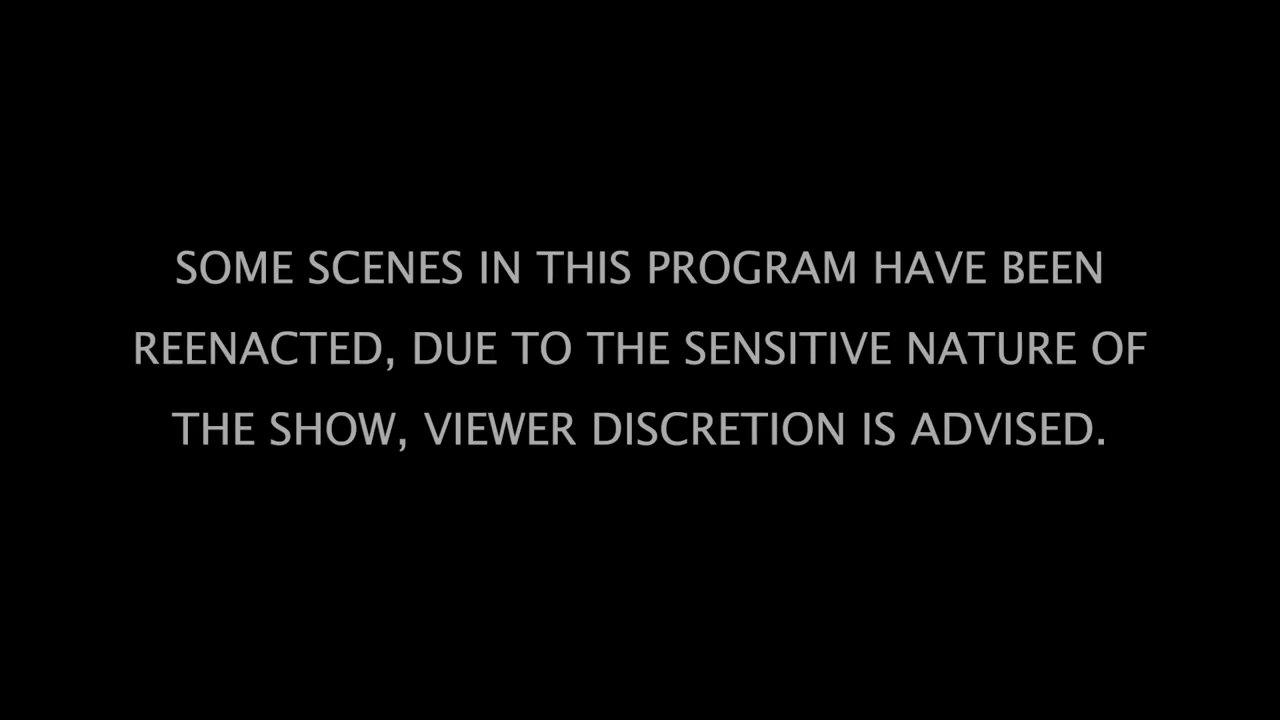 SOME SCENES IN THIS PROGRAM HAVE BEEN
REENACTED, DUE TO THE SENSITIVE NATURE OF
THE SHOW, VIEWER DISCRETION IS ADVISED.